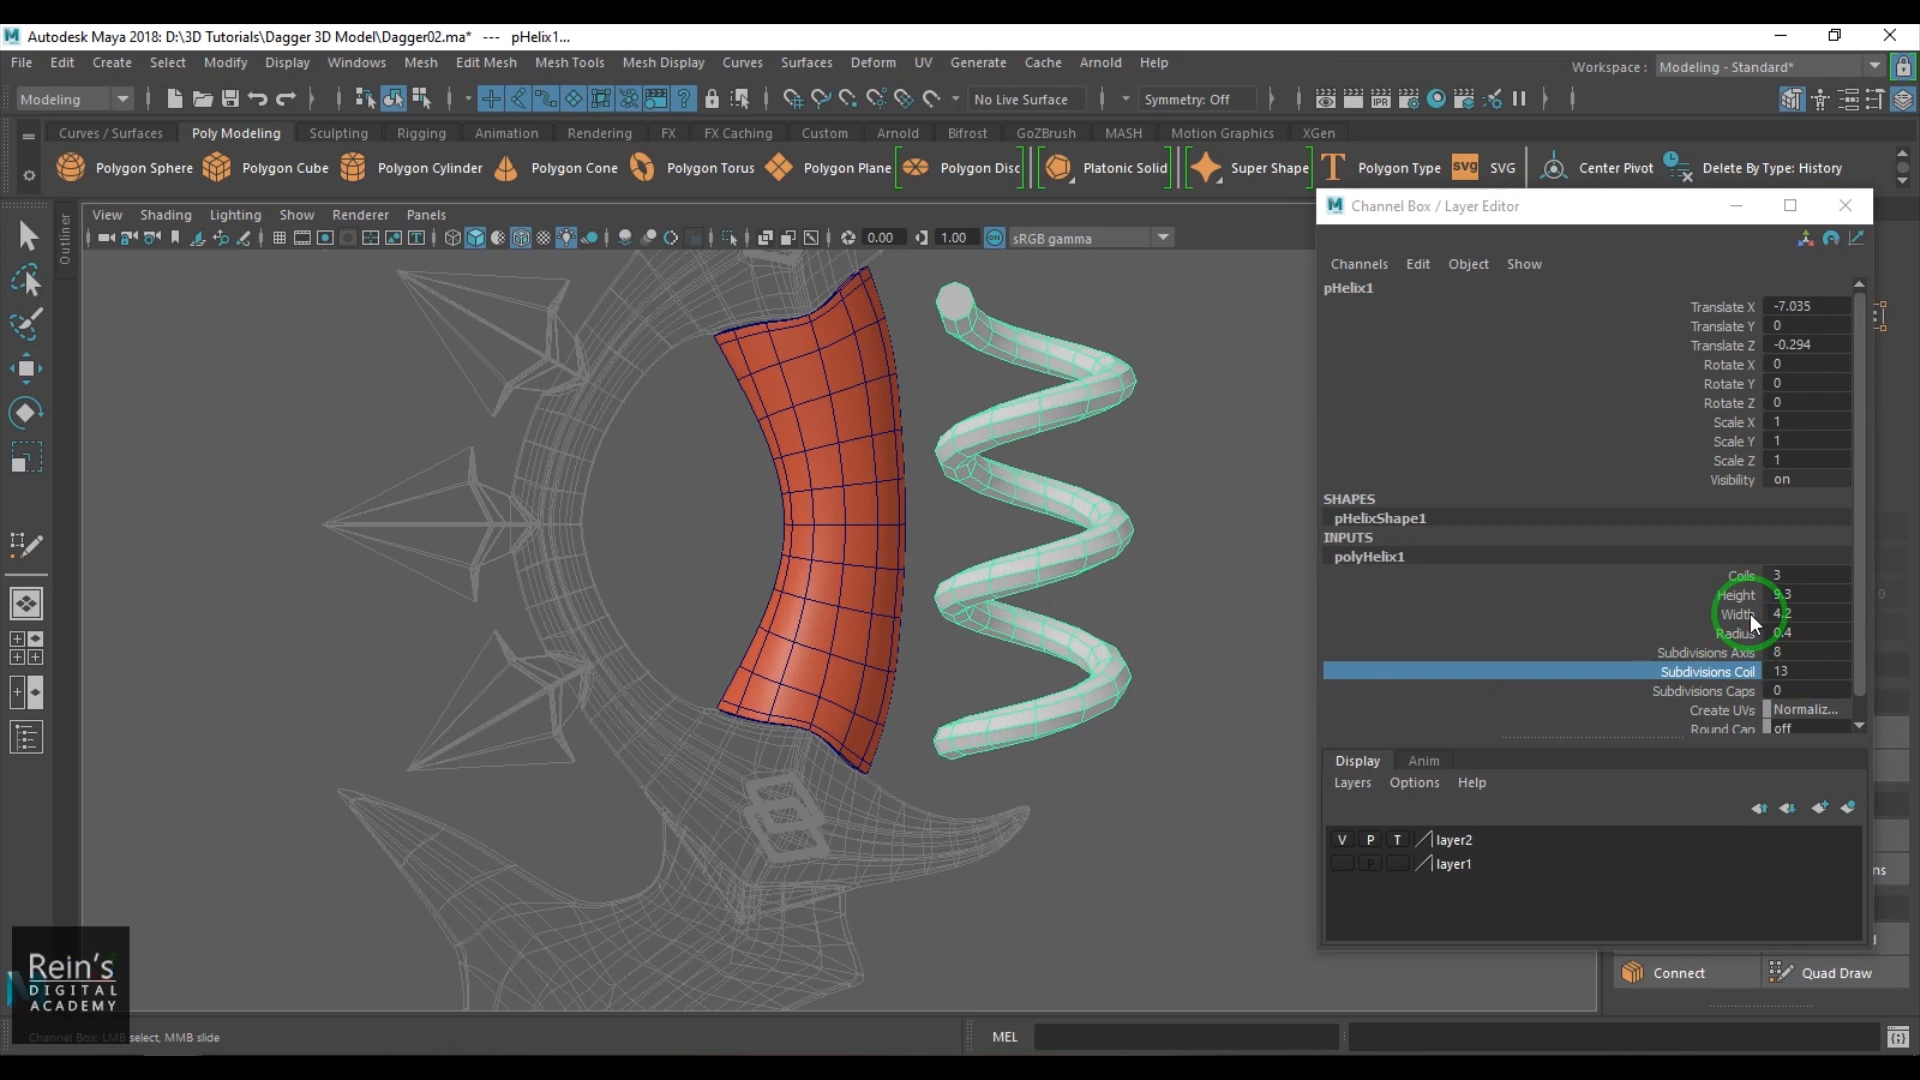 Autodesk Maya 2018: D:\3D Tutorials\Dagger 3D Model\Dagger02.ma* --- pHelix1...
File Edit Create Select Modify Display Windows Mesh Edit Mesh Mesh Tools Mesh Display Curves Surfaces Deform UV Generate Cache Arnold Help
Workspace : Modeling - Standard*
Modeling No Live Surface Symmetry: Off
Curves / Surfaces Poly Modeling Sculpting Rigging Animation Rendering FX FX Caching Custom Arnold Bifrost GoZBrush MASH Motion Graphics XGen
Polygon Sphere Polygon Cube Polygon Cylinder Polygon Cone Polygon Torus Polygon Plane Polygon Disc Platonic Solid Super Shape Polygon Type SVG Center Pivot Delete By Type: History
Outliner
View Shading Lighting Show Renderer Panels
0.00 1.00 sRGB gamma
Channel Box / Layer Editor
Channels Edit Object Show
pHelix1
Translate X -7.035
Translate Y 0
Translate Z -0.294
Rotate X 0
Rotate Y 0
Rotate Z 0
Scale X 1
Scale Y 1
Scale Z 1
Visibility on
SHAPES
pHelixShape1
INPUTS
polyHelix1
Coils 3
Height 9.3
Width 4.2
Radius 0.4
Subdivisions Axis 8
Subdivisions Coil 13
Subdivisions Caps 0
Create UVs Normaliz...
Round Cap off
Display Anim
Layers Options Help
V P T layer2
P layer1
Connect Quad Draw
Rein's
DIGITAL
ACADEMY
Channel Box: LMB select, MMB slide
MEL